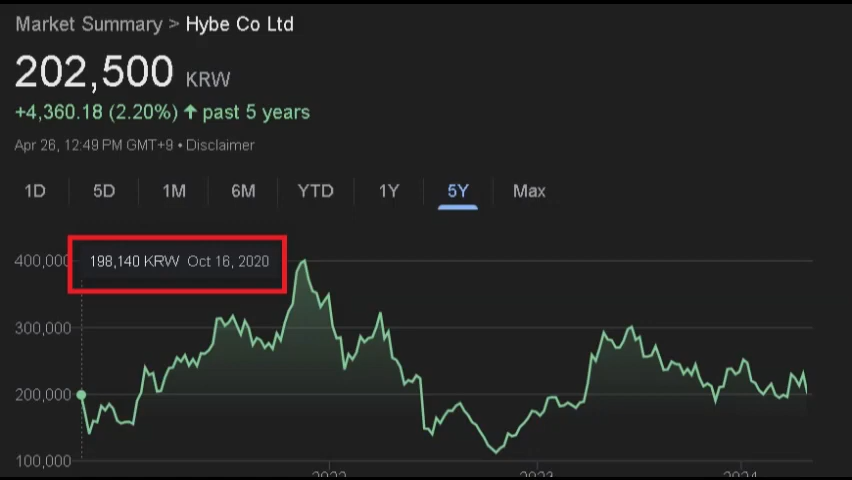 Market Summary > Hybe Co Ltd
202,500 KRW
+4,360.18 (2.20%) ↑ past 5 years
Apr 26, 12:49 PM GMT+9 • Disclaimer
1D 5D 1M 6M YTD 1Y 5Y Max
400,000 198,140 KRW Oct 16, 2020
300,000
200,000
100,000
2022 2023 2024